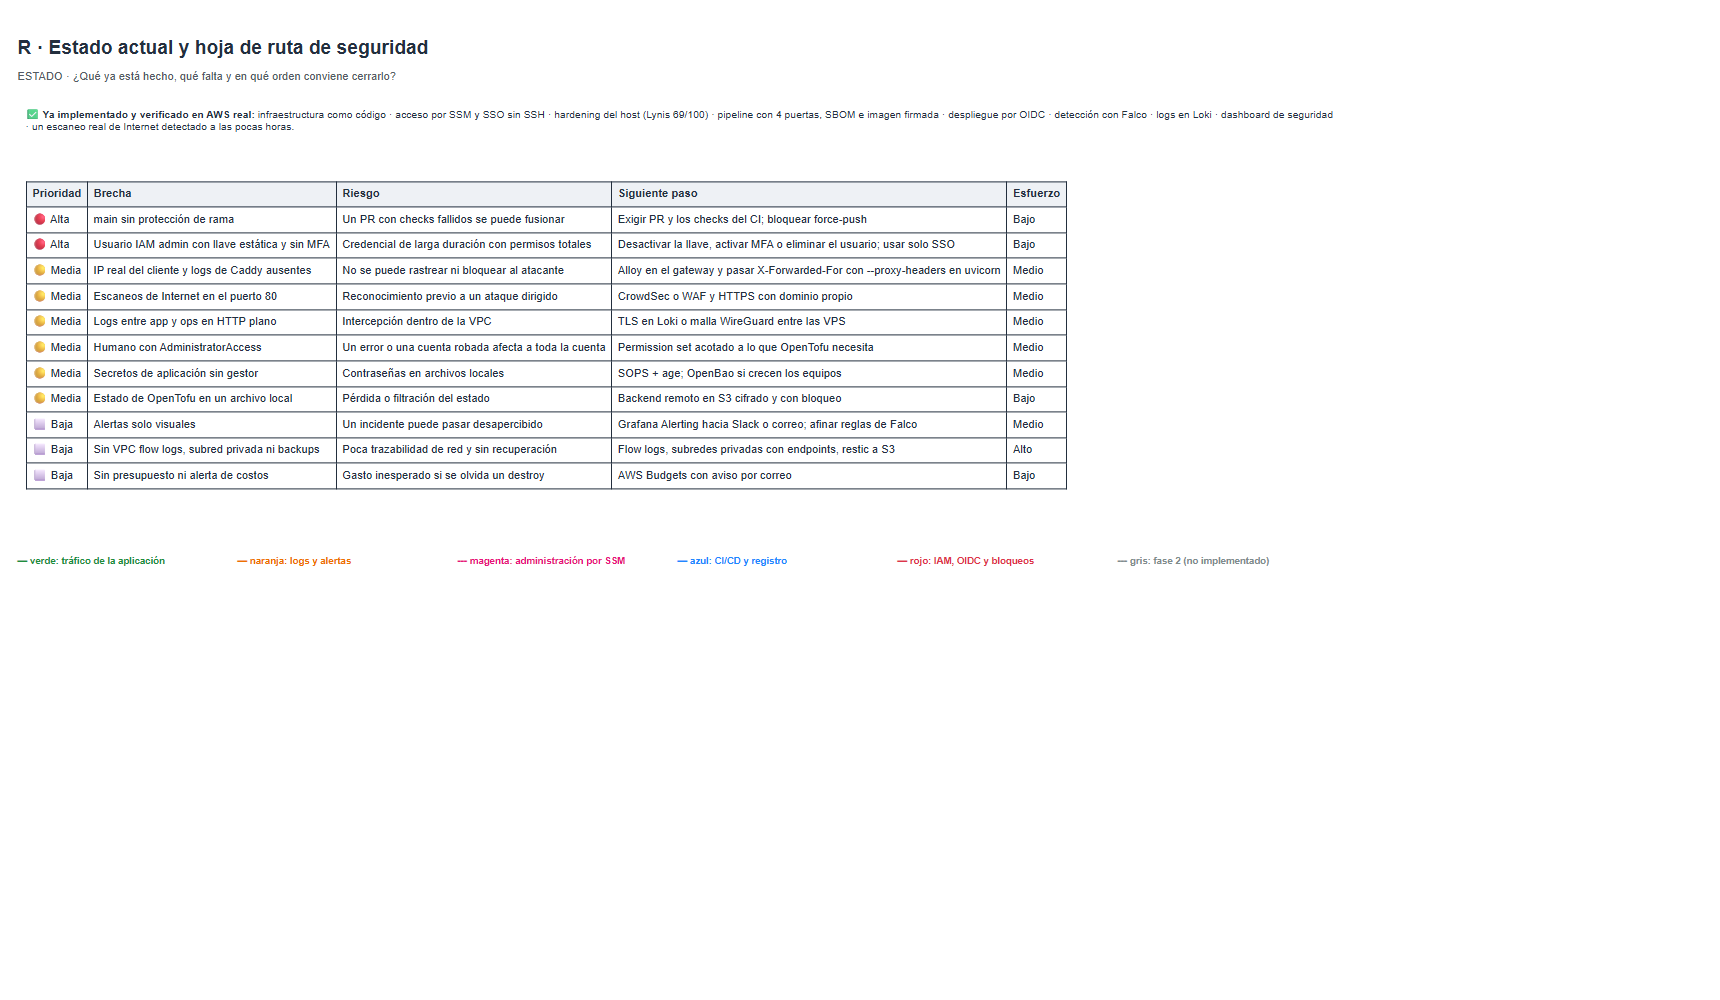 R · Estado actual y hoja de ruta de seguridad
ESTADO · ¿Qué ya está hecho, qué falta y en qué orden conviene cerrarlo?
✅ Ya implementado y verificado en AWS real: infraestructura como código · acceso por SSM y SSO sin SSH · hardening del host (Lynis 69/100) · pipeline con 4 puertas, SBOM e imagen firmada · despliegue por OIDC · detección con Falco · logs en Loki · dashboard de seguridad
· un escaneo real de Internet detectado a las pocas horas.
Prioridad Brecha Riesgo Siguiente paso Esfuerzo
Alta main sin protección de rama Un PR con checks fallidos se puede fusionar Exigir PR y los checks del CI; bloquear force-push Bajo
Alta Usuario IAM admin con llave estática y sin MFA Credencial de larga duración con permisos totales Desactivar la llave, activar MFA o eliminar el usuario; usar solo SSO Bajo
Media IP real del cliente y logs de Caddy ausentes No se puede rastrear ni bloquear al atacante Alloy en el gateway y pasar X-Forwarded-For con --proxy-headers en uvicorn Medio
Media Escaneos de Internet en el puerto 80 Reconocimiento previo a un ataque dirigido CrowdSec o WAF y HTTPS con dominio propio Medio
Media Logs entre app y ops en HTTP plano Intercepción dentro de la VPC TLS en Loki o malla WireGuard entre las VPS Medio
Media Humano con AdministratorAccess Un error o una cuenta robada afecta a toda la cuenta Permission set acotado a lo que OpenTofu necesita Medio
Media Secretos de aplicación sin gestor Contraseñas en archivos locales SOPS + age; OpenBao si crecen los equipos Medio
Media Estado de OpenTofu en un archivo local Pérdida o filtración del estado Backend remoto en S3 cifrado y con bloqueo Bajo
Baja Alertas solo visuales Un incidente puede pasar desapercibido Grafana Alerting hacia Slack o correo; afinar reglas de Falco Medio
Baja Sin VPC flow logs, subred privada ni backups Poca trazabilidad de red y sin recuperación Flow logs, subredes privadas con endpoints, restic a S3 Alto
Baja Sin presupuesto ni alerta de costos Gasto inesperado si se olvida un destroy AWS Budgets con aviso por correo Bajo
— verde: tráfico de la aplicación — naranja: logs y alertas — magenta: administración por SSM — azul: CI/CD y registro — rojo: IAM, OIDC y bloqueos — gris: fase 2 (no implementado)